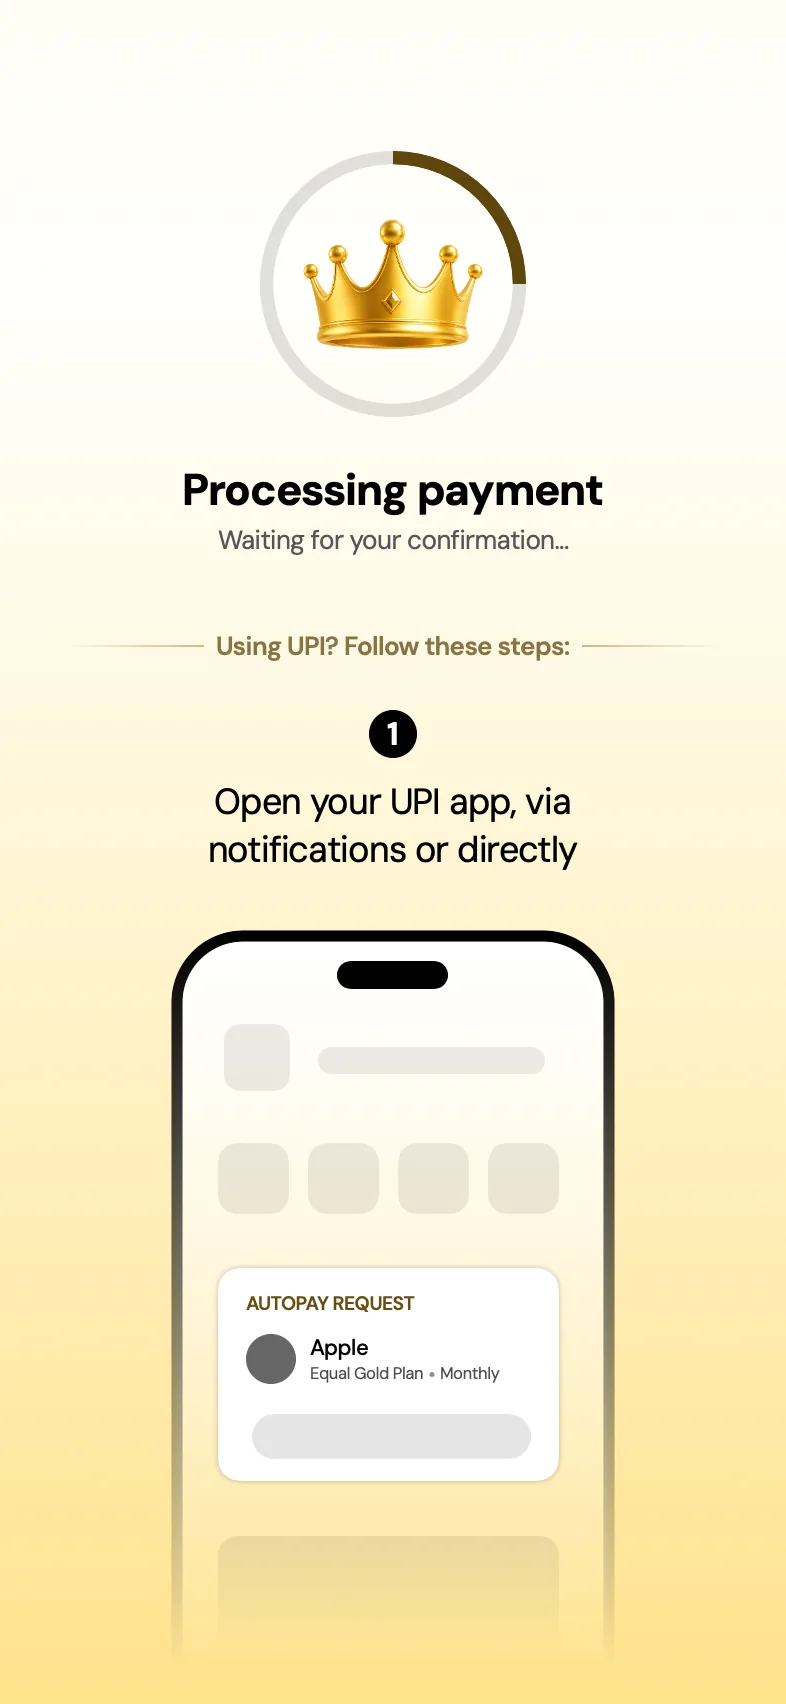 Processing payment
Waiting for your confirmation...
Using UPI? Follow these steps:
1
Open your UPI app, via
notifications or directly
AUTOPAY REQUEST
Apple
Equal Gold Plan • Monthly